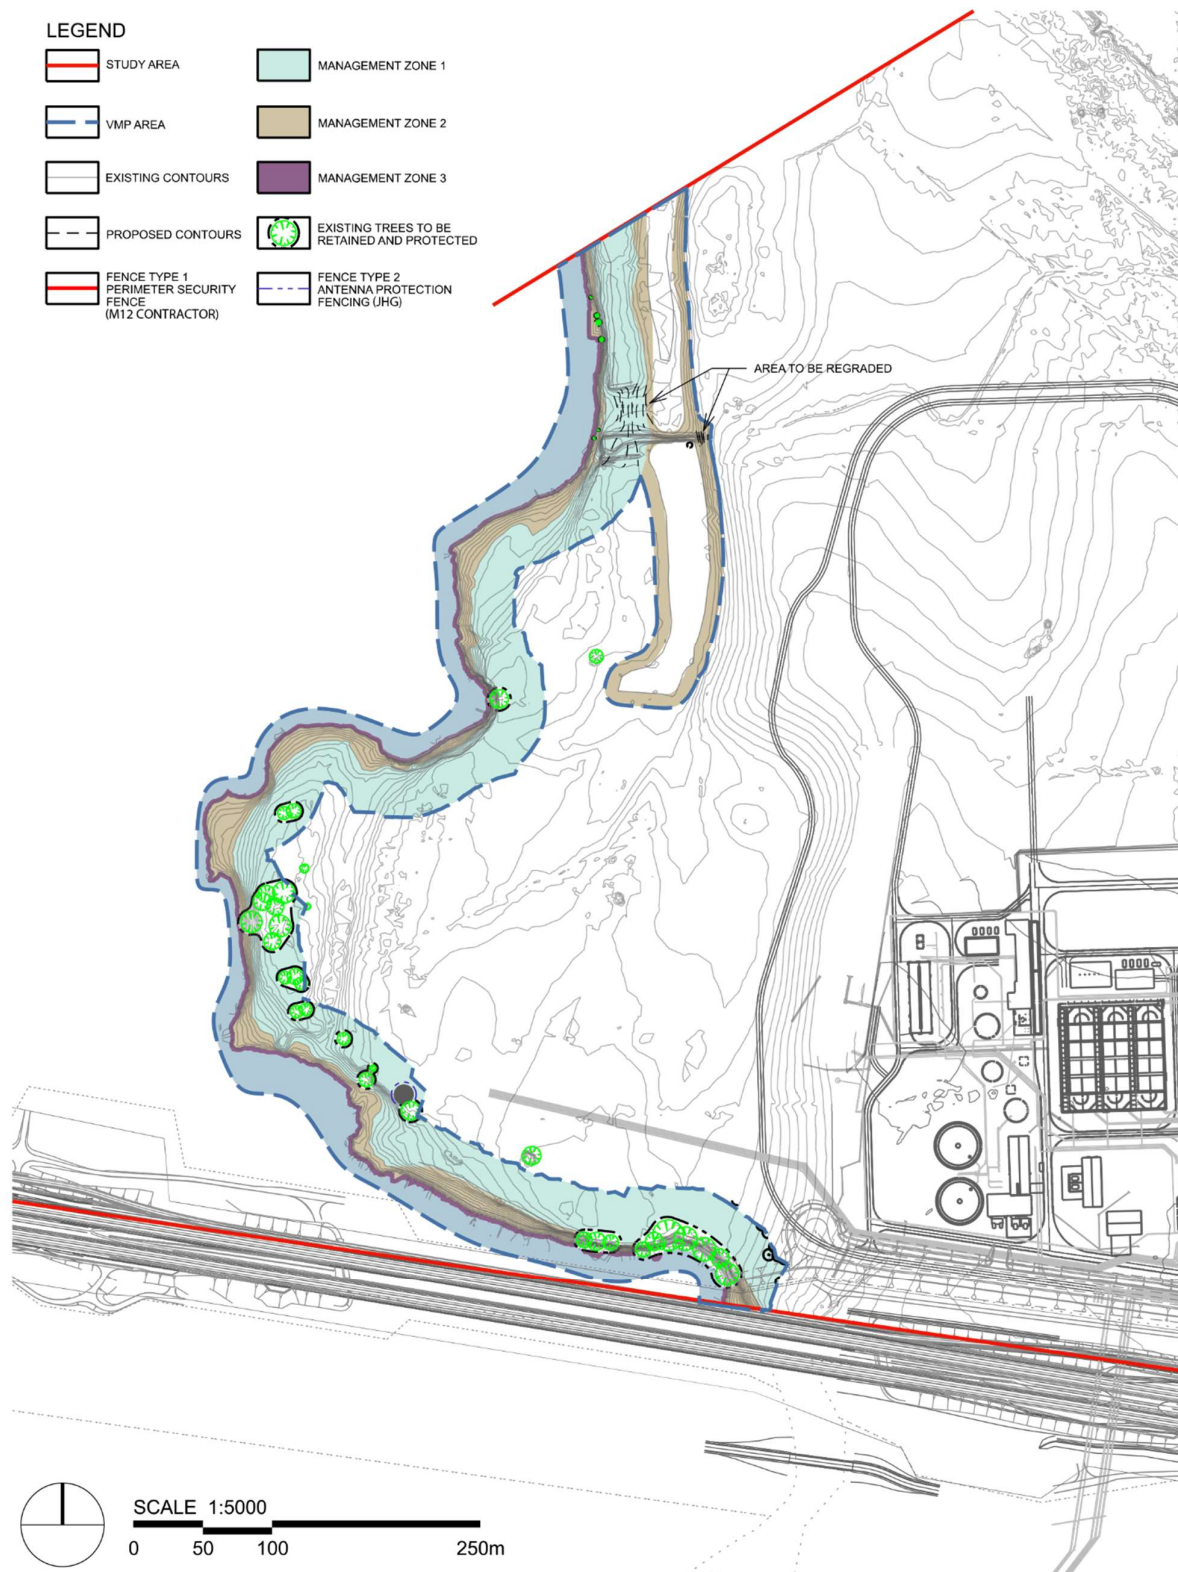 LEGEND
STUDY AREA
VMP AREA
EXISTING CONTOURS
PROPOSED CONTOURS
FENCE TYPE 1
PERIMETER SECURITY
FENCE
(M12 CONTRACTOR)
MANAGEMENT ZONE 1
MANAGEMENT ZONE 2
MANAGEMENT ZONE 3
EXISTING TREES TO BE
RETAINED AND PROTECTED
FENCE TYPE 2
ANTENNA PROTECTION
FENCING (JHG)
AREA TO BE REGRADED
SCALE 1:5000
0 50 100 250m